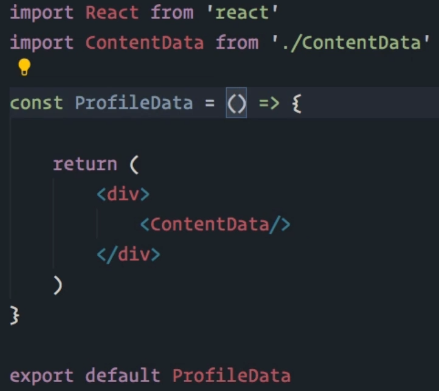 import React from 'react'
import ContentData from './ContentData'
const ProfileData = () => {
return (
<div>
<ContentData/>
</div>
)
}
export default ProfileData